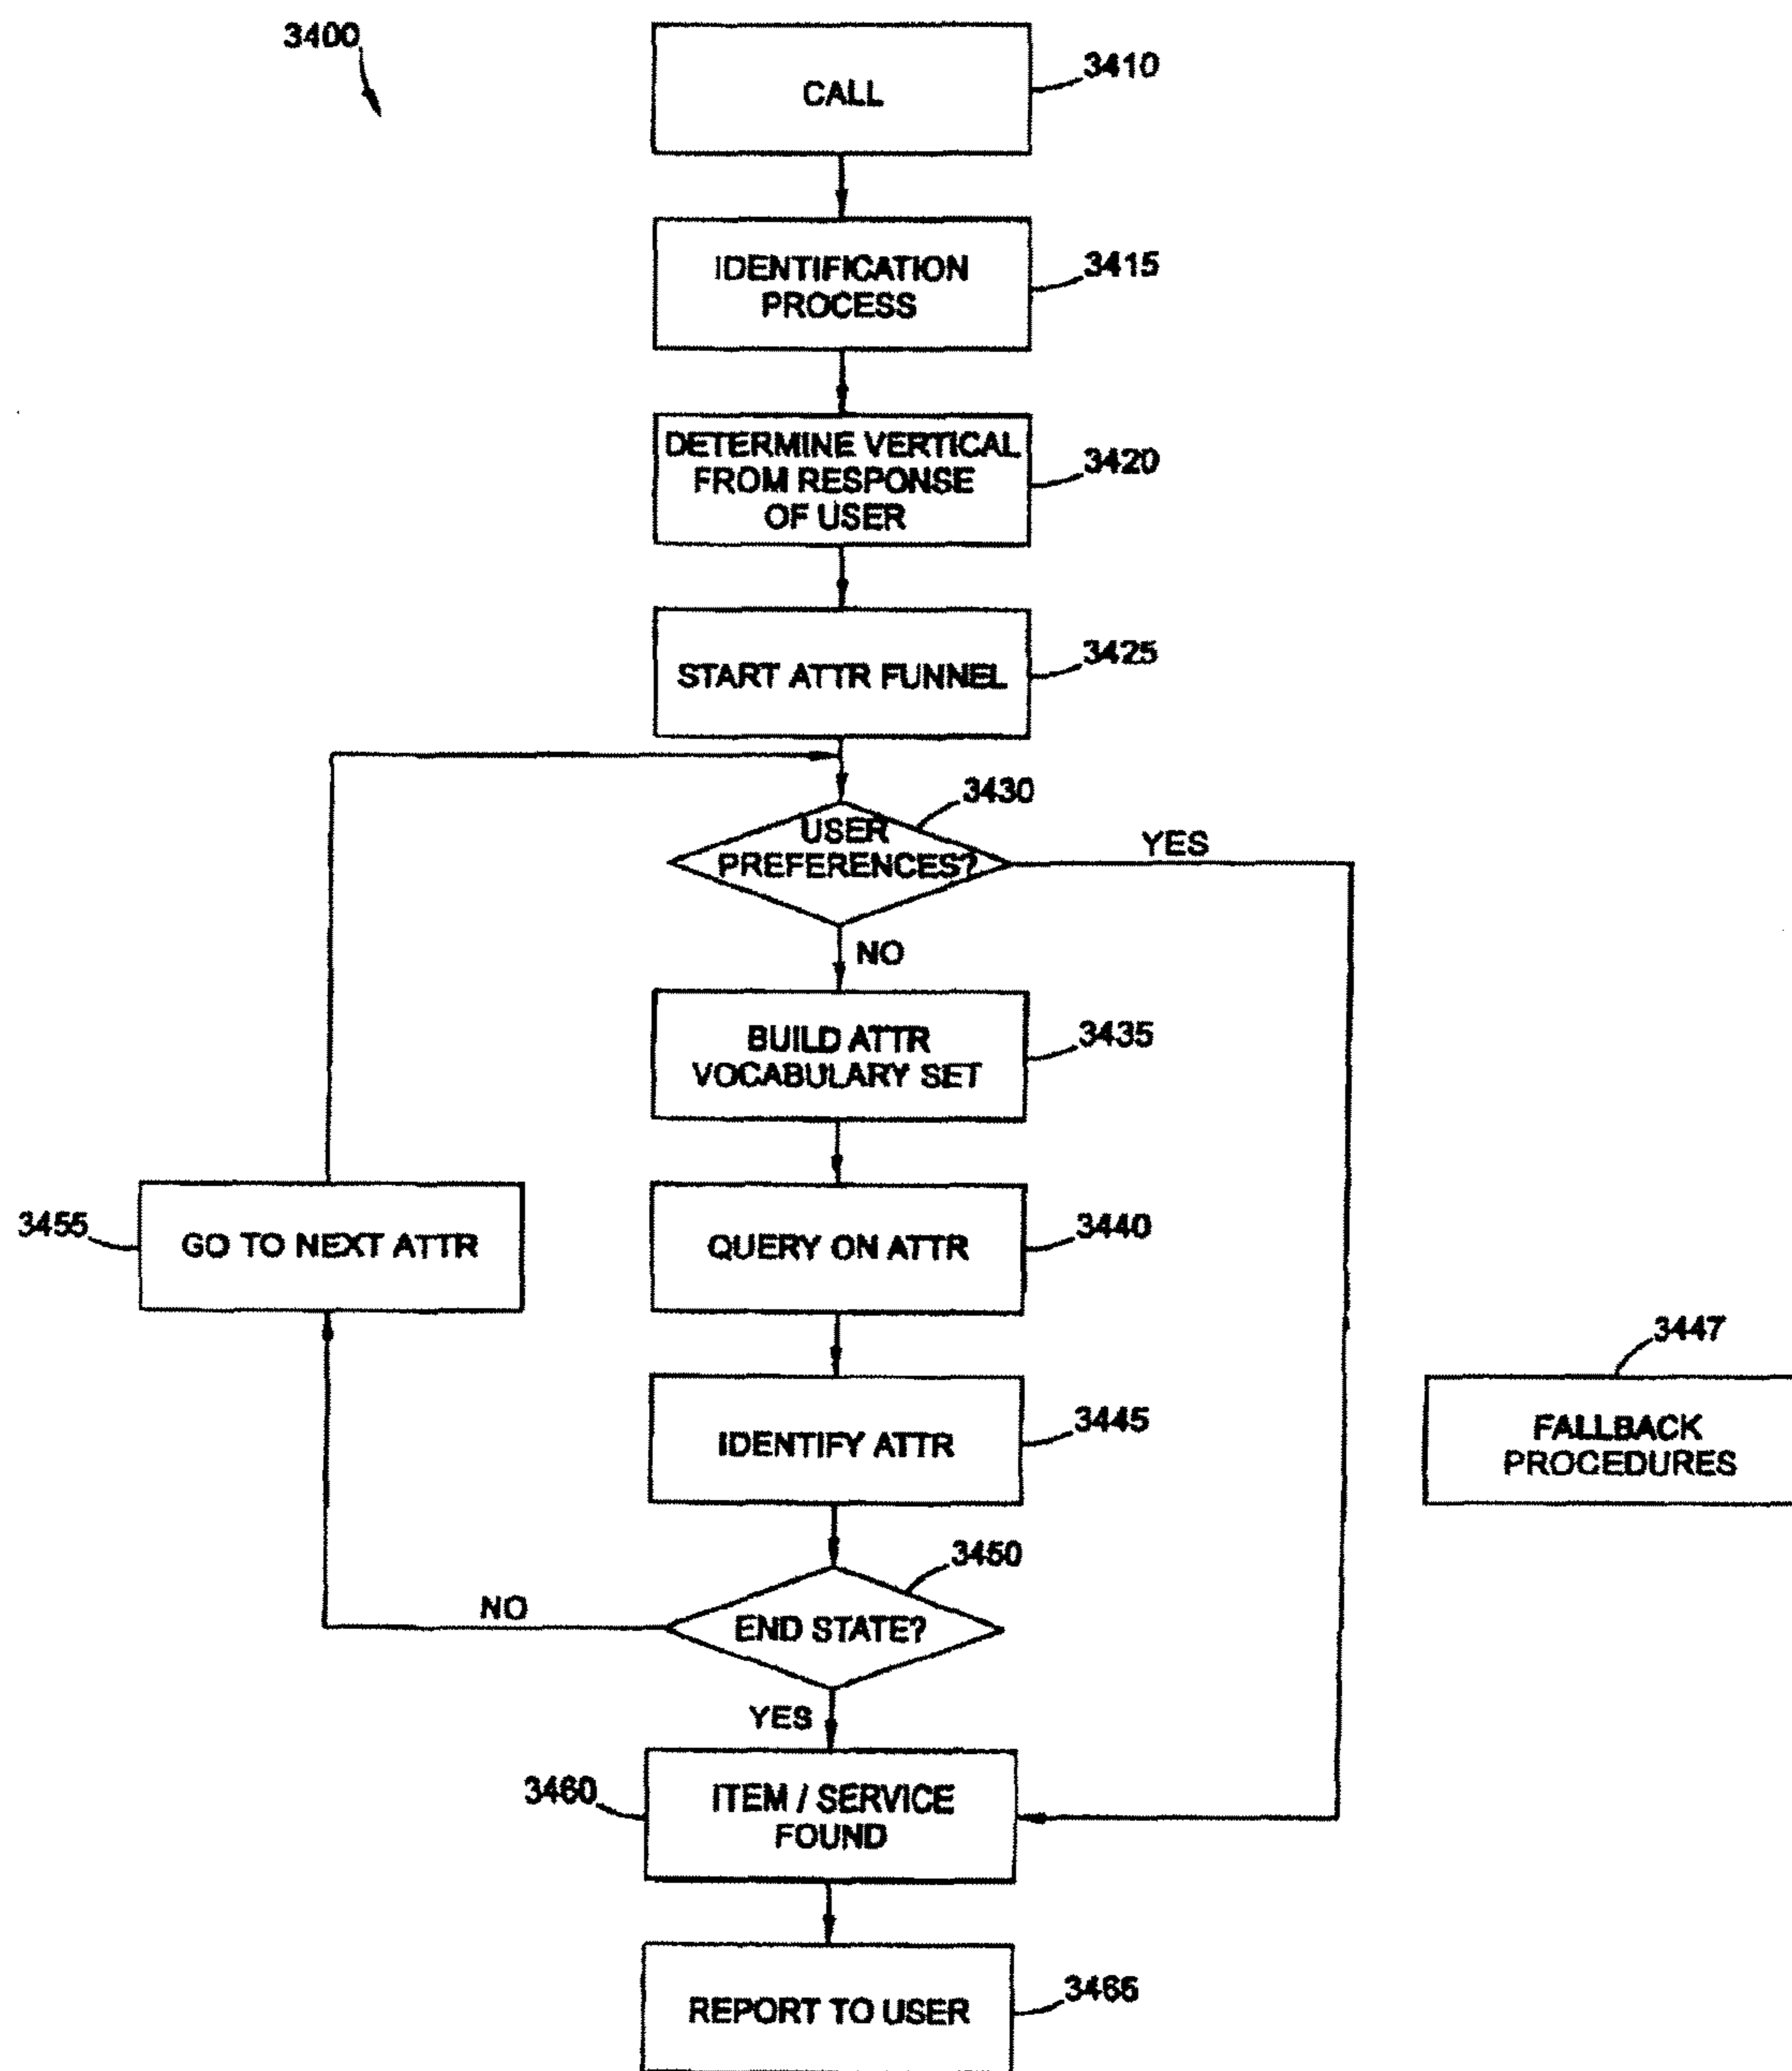 3400
CALL
3410
IDENTIFICATION
PROCESS
3415
DETERMINE VERTICAL
FROM RESPONSE
OF USER
3420
START ATTR FUNNEL
3425
3430
USER
PREFERENCES?
YES
NO
BUILD ATTR
VOCABULARY SET
3435
3455
GO TO NEXT ATTR
QUERY ON ATTR
3440
3447
FALLBACK
PROCEDURES
IDENTIFY ATTR
3445
3450
NO
END STATE?
YES
3460
ITEM / SERVICE
FOUND
REPORT TO USER
3465